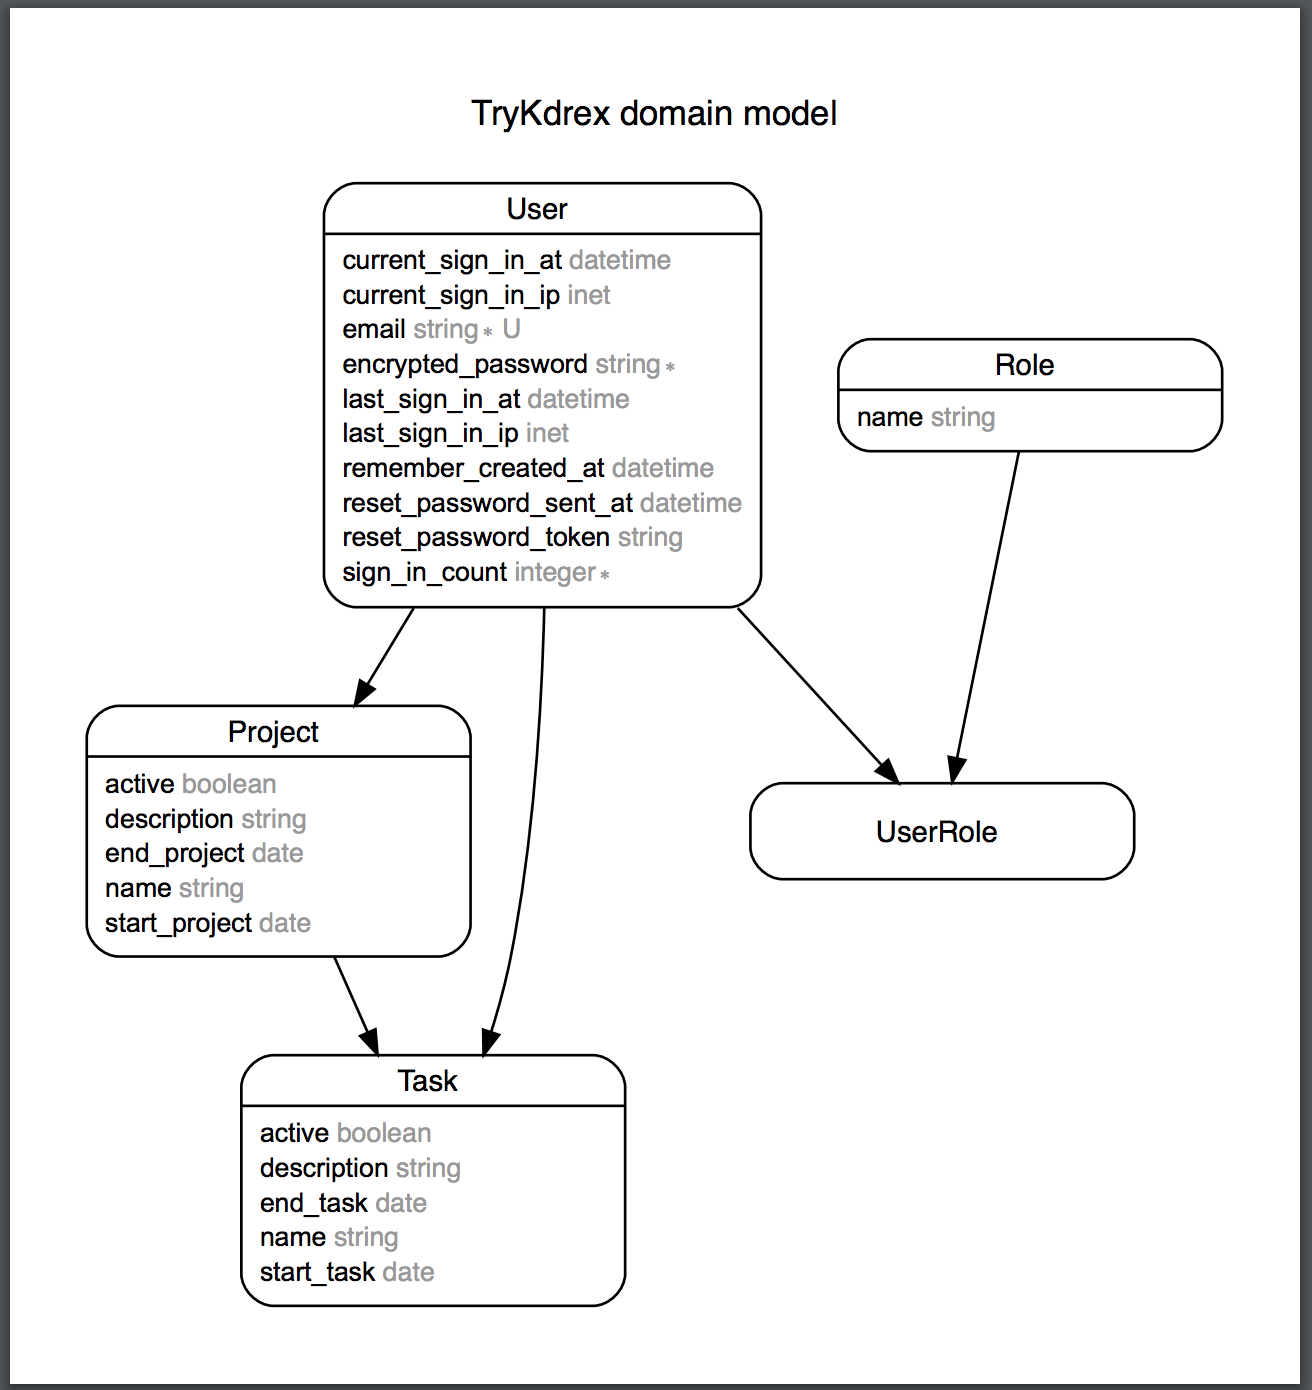 TryKdrex domain model
User
current_sign_in_at datetime
current_sign_in_ip inet
email string∗ U
encrypted_password string∗
last_sign_in_at datetime
last_sign_in_ip inet
remember_created_at datetime
reset_password_sent_at datetime
reset_password_token string
sign_in_count integer∗
Role
name string
Project
active boolean
description string
end_project date
name string
start_project date
UserRole
Task
active boolean
description string
end_task date
name string
start_task date